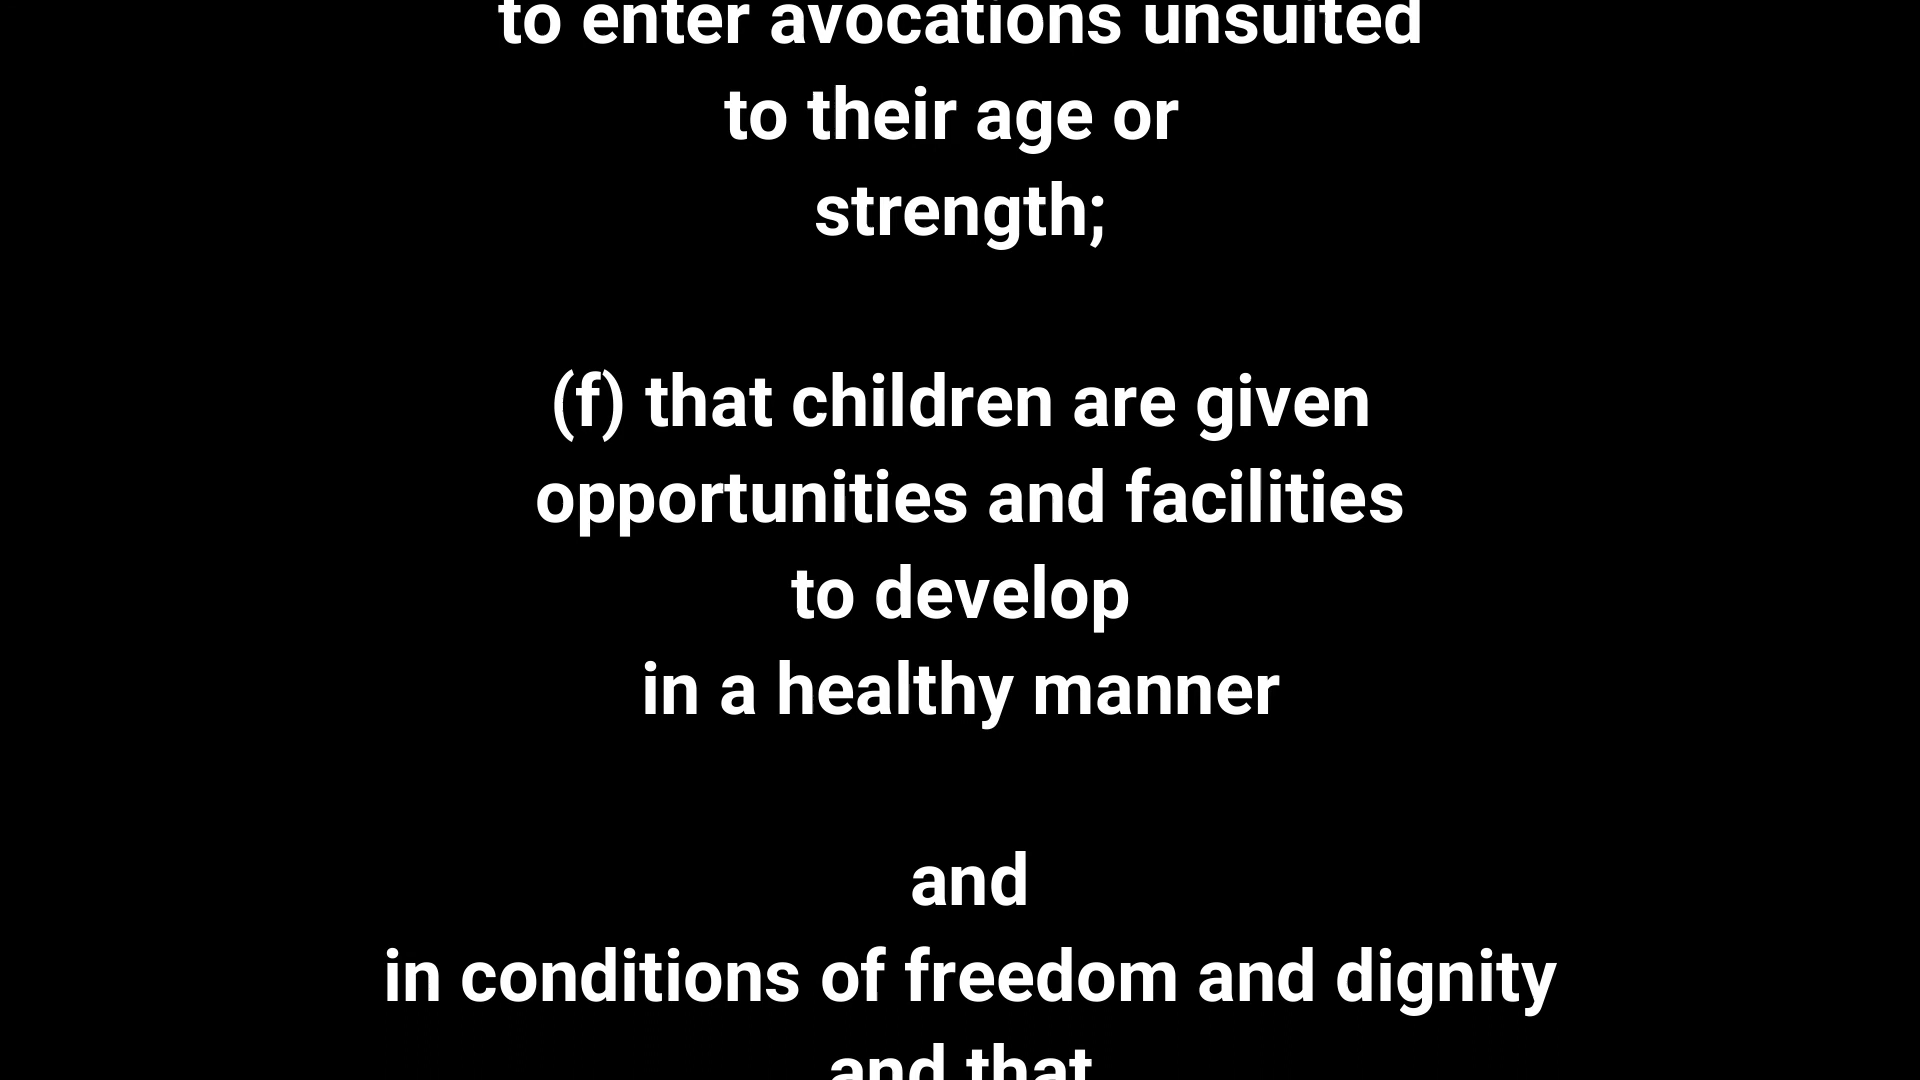 to enter avocations unsuited
to their age or
strength;
(f) that children are given
opportunities and facilities
to develop
in a healthy manner
and
in conditions of freedom and dignity
and that